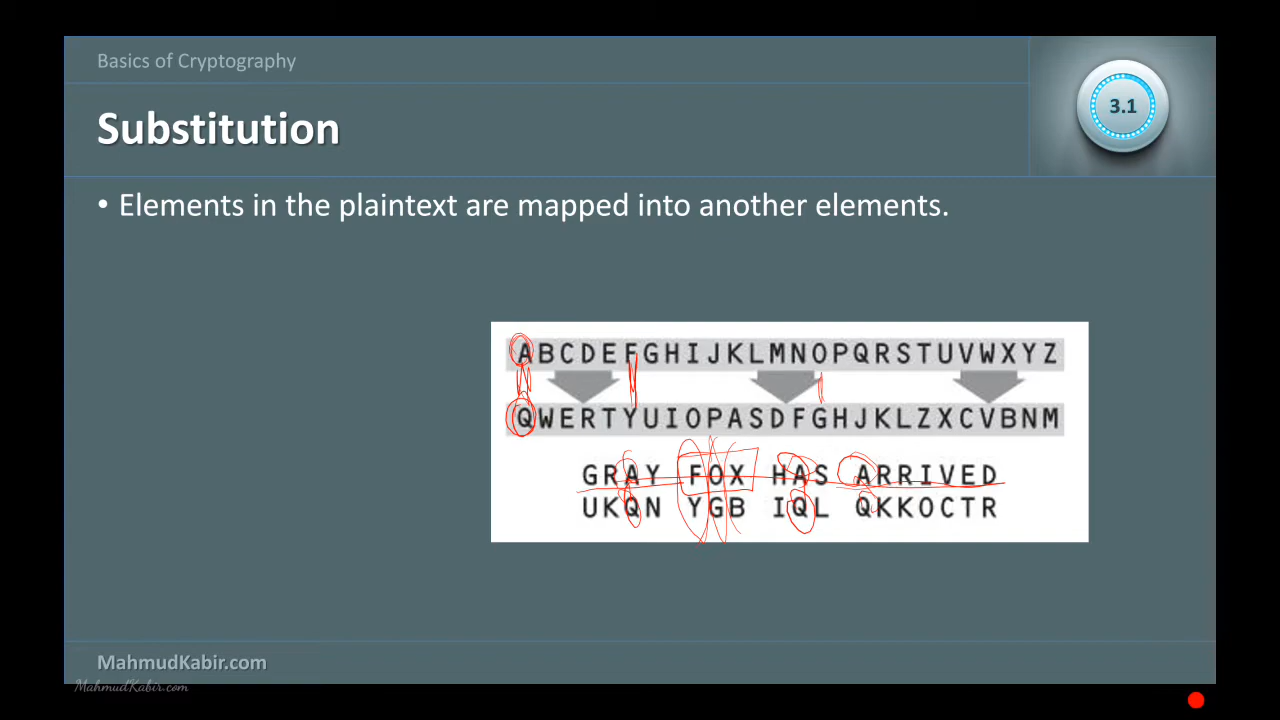 Basics of Cryptography
3.1
Substitution
• Elements in the plaintext are mapped into another elements.
ABCDEFGHIJKLMNOPQRSTUVWXYZ
QWERTYUIOPASDFGHJKLZXCVBNM
GRAY FOX HAS ARRIVED
UKQN YGB IQL QKKOCTR
MahmudKabir.com
MahmudKabir.com